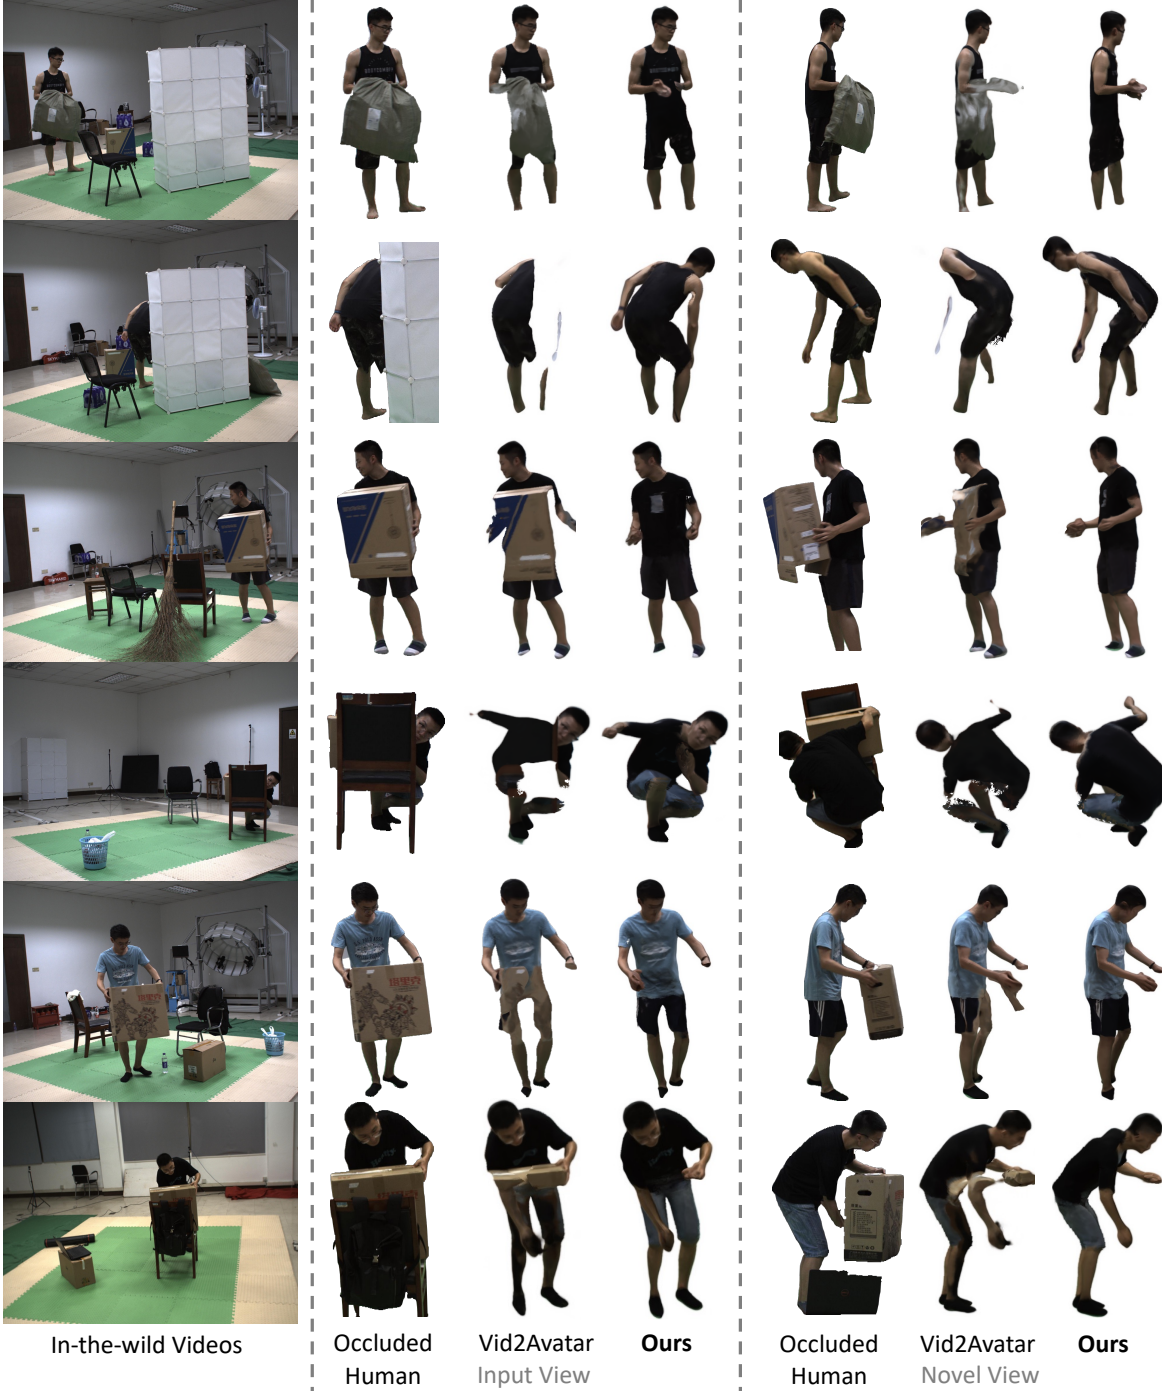 In-the-wild Videos
Occluded Human
Vid2Avatar
Ours
Input View
Occluded Human
Vid2Avatar
Ours
Novel View